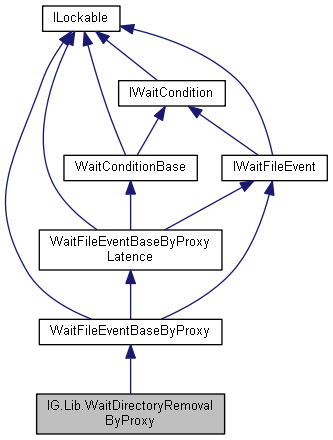 ILockable
IWaitCondition
WaitConditionBase
IWaitFileEvent
WaitFileEventBaseByProxy
Latence
WaitFileEventBaseByProxy
IG.Lib.WaitDirectoryRemoval
ByProxy